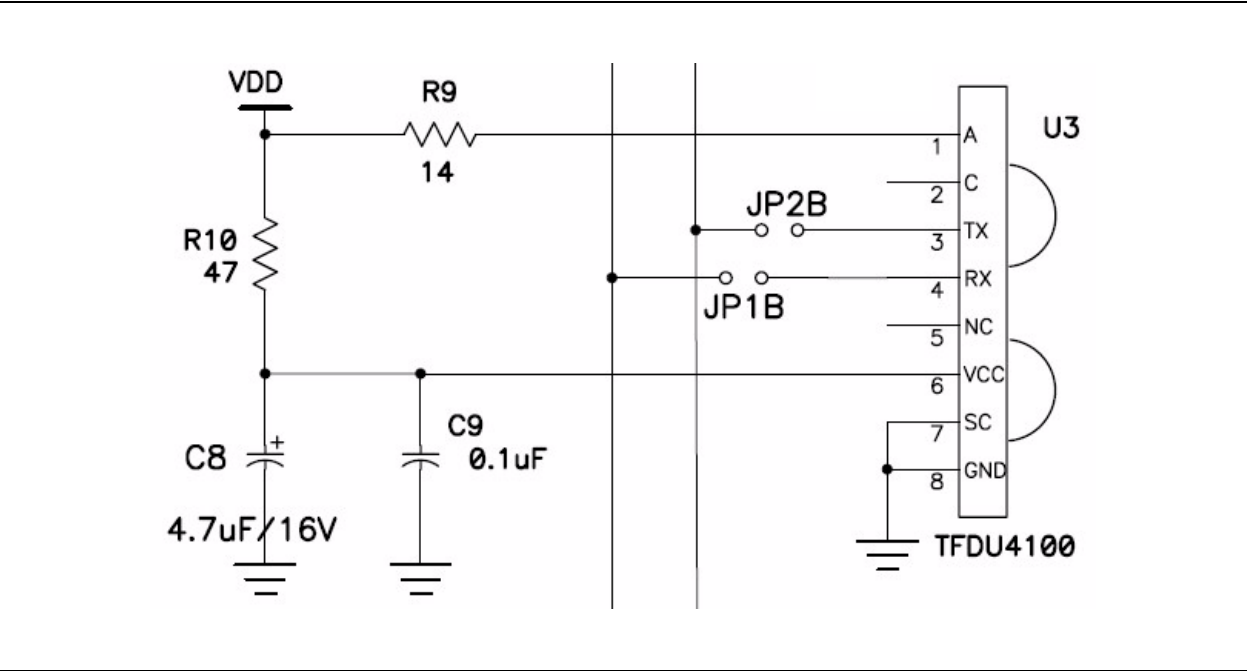 VDD
R9
14
U3
1 A
2 C
JP2B
3 TX
R10
47
4 RX
JP1B
5 NC
6 VCC
C9
0.1uF
7 SC
C8 +
8 GND
4.7uF/16V
TFDU4100